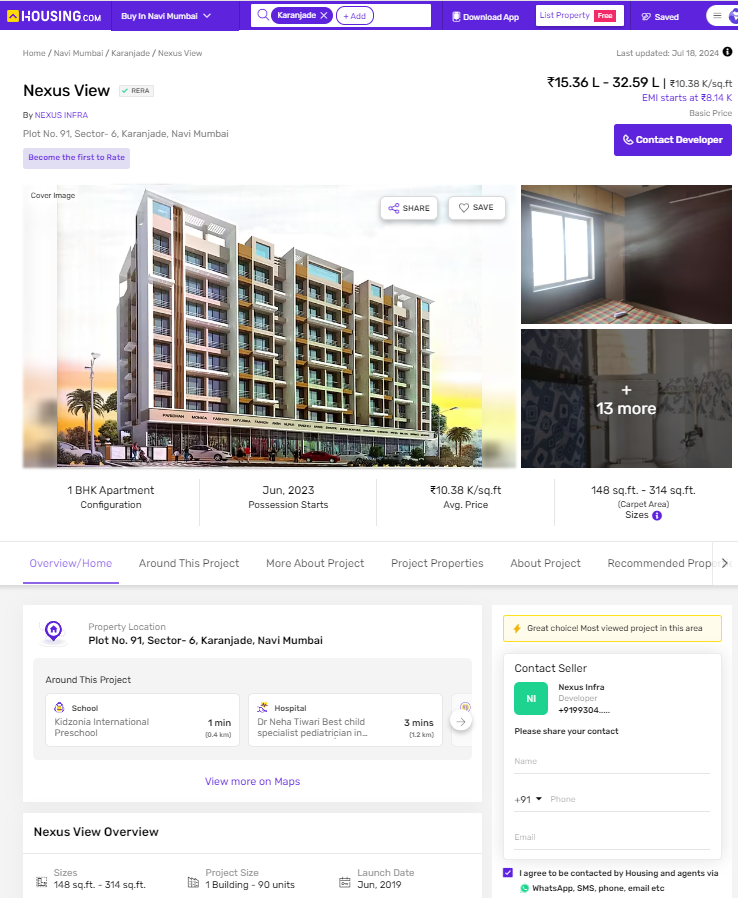 HOUSING.COM
Buy In Navi Mumbai
Karanjade
+ Add
Download App
List Property Free
Saved
Home / Navi Mumbai / Karanjade / Nexus View
Last updated: Jul 18, 2024
Nexus View
RERA
₹15.36 L - 32.59 L | ₹10.38 K/sq.ft
EMI starts at ₹8.14 K
By NEXUS INFRA
Basic Price
Plot No. 91, Sector- 6, Karanjade, Navi Mumbai
Contact Developer
Become the first to Rate
Cover Image
SHARE
SAVE
+
13 more
1 BHK Apartment
Configuration
Jun, 2023
Possession Starts
₹10.38 K/sq.ft
Avg. Price
148 sq.ft. - 314 sq.ft.
(Carpet Area)
Sizes
Overview/Home
Around This Project
More About Project
Project Properties
About Project
Recommended Prope
Property Location
Plot No. 91, Sector- 6, Karanjade, Navi Mumbai
Around This Project
School
Kidzonia International
Preschool
1 min
(0.4 km)
Hospital
Dr Neha Tiwari Best child
specialist pediatrician in...
3 mins
(1.2 km)
View more on Maps
Great choice! Most viewed project in this area
Contact Seller
NI
Nexus Infra
Developer
+9199304.....
Please share your contact
Name
+91
Phone
Email
I agree to be contacted by Housing and agents via
WhatsApp, SMS, phone, email etc
Nexus View Overview
Sizes
148 sq.ft. - 314 sq.ft.
Project Size
1 Building - 90 units
Launch Date
Jun, 2019